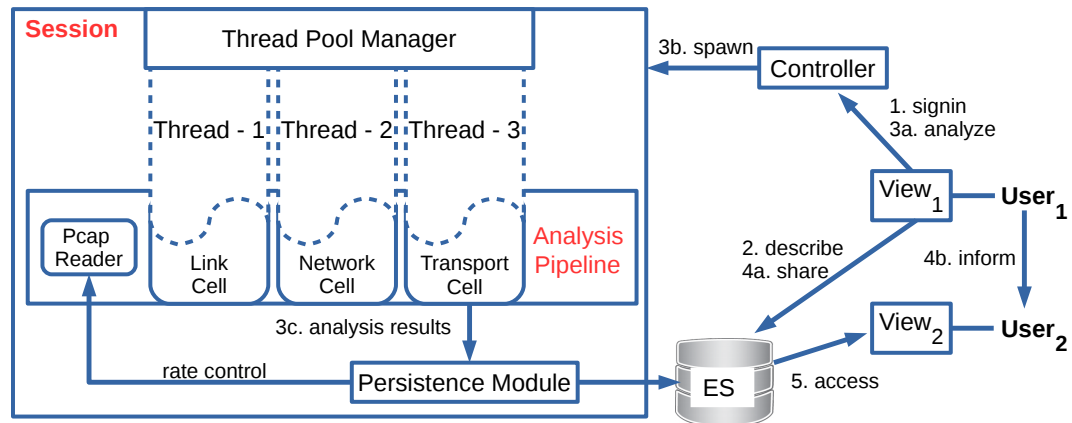 Session
Thread Pool Manager
3b. spawn
Controller
1. signin
3a. analyze
Thread - 1
Thread - 2
Thread - 3
View1
User1
Pcap
Reader
Link
Cell
Network
Cell
Transport
Cell
Analysis
Pipeline
2. describe
4a. share
4b. inform
3c. analysis results
View2
User2
rate control
Persistence Module
ES
5. access